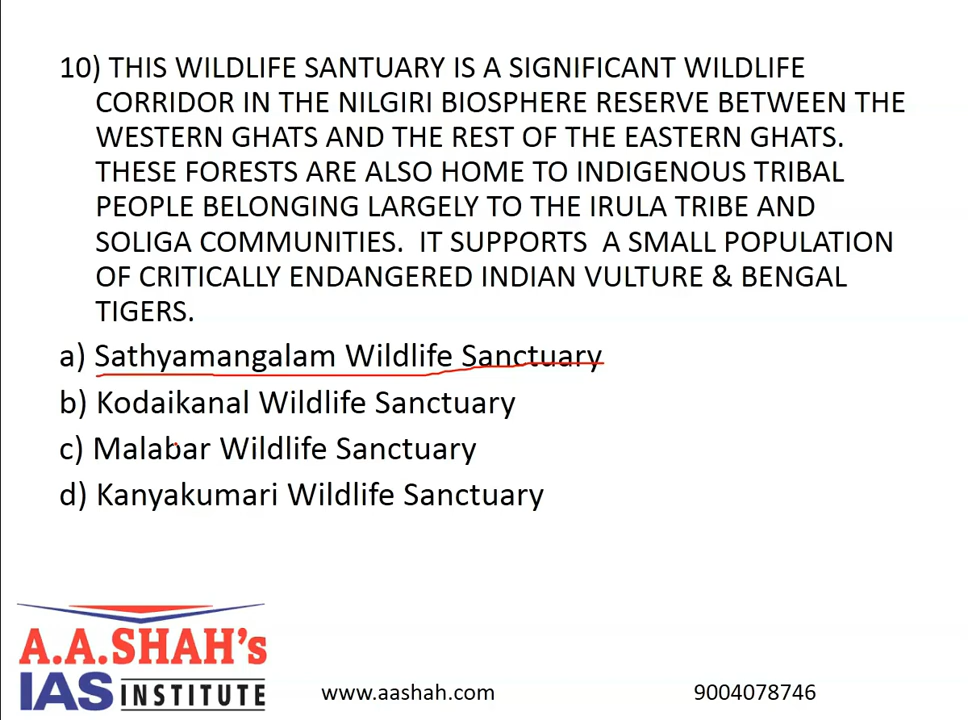 10) THIS WILDLIFE SANTUARY IS A SIGNIFICANT WILDLIFE
CORRIDOR IN THE NILGIRI BIOSPHERE RESERVE BETWEEN THE
WESTERN GHATS AND THE REST OF THE EASTERN GHATS.
THESE FORESTS ARE ALSO HOME TO INDIGENOUS TRIBAL
PEOPLE BELONGING LARGELY TO THE IRULA TRIBE AND
SOLIGA COMMUNITIES. IT SUPPORTS A SMALL POPULATION
OF CRITICALLY ENDANGERED INDIAN VULTURE & BENGAL
TIGERS.
a) Sathyamangalam Wildlife Sanctuary
b) Kodaikanal Wildlife Sanctuary
c) Malabar Wildlife Sanctuary
d) Kanyakumari Wildlife Sanctuary
A.A.SHAH's
IAS INSTITUTE
www.aashah.com
9004078746